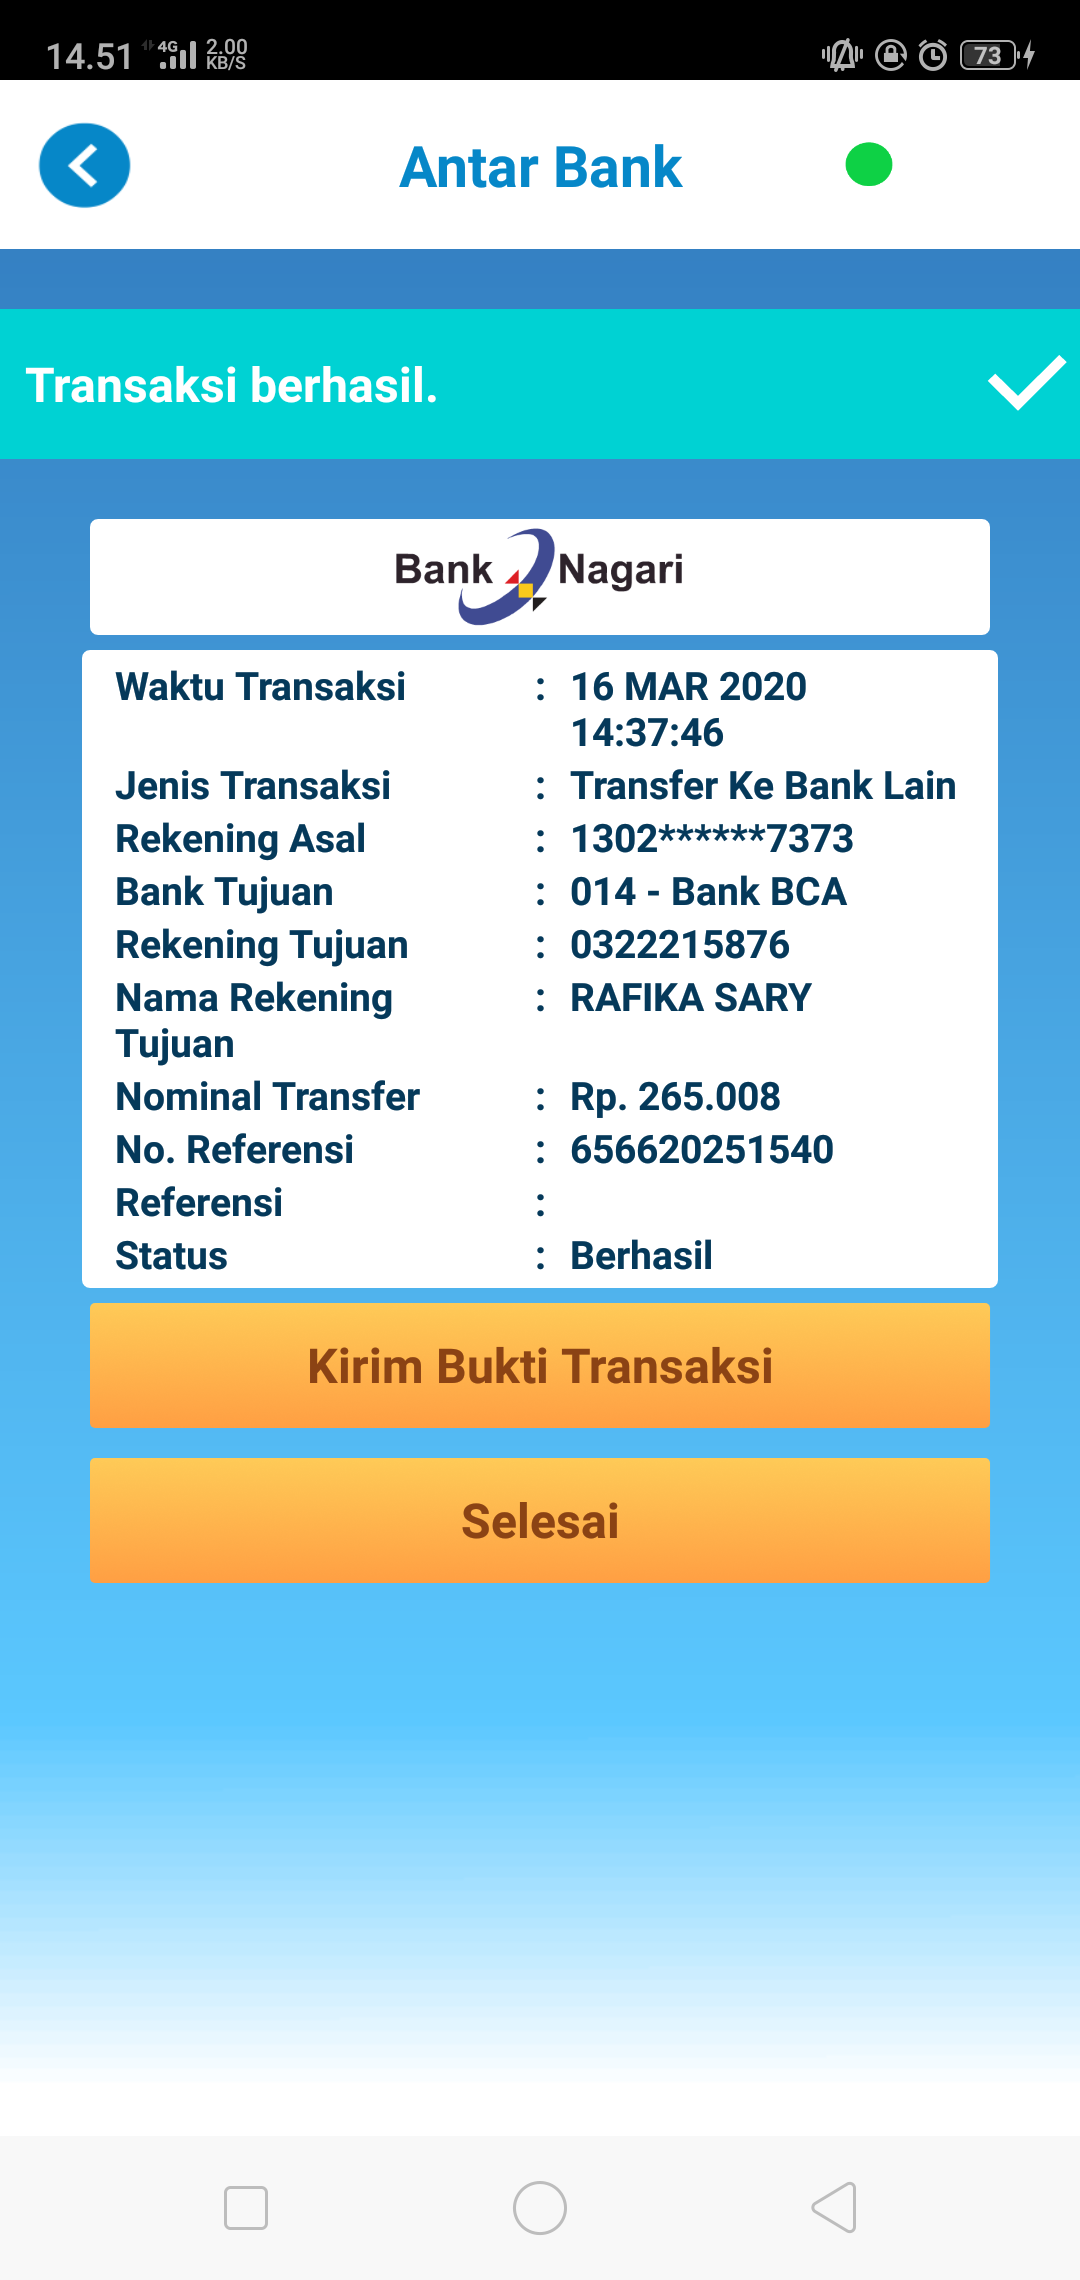 14.51 4G 2.00 KB/S 73
Antar Bank
Transaksi berhasil.
Bank Nagari
Waktu Transaksi : 16 MAR 2020
14:37:46
Jenis Transaksi : Transfer Ke Bank Lain
Rekening Asal : 1302******7373
Bank Tujuan : 014 - Bank BCA
Rekening Tujuan : 0322215876
Nama Rekening : RAFIKA SARY
Tujuan
Nominal Transfer : Rp. 265.008
No. Referensi : 656620251540
Referensi :
Status : Berhasil
Kirim Bukti Transaksi
Selesai